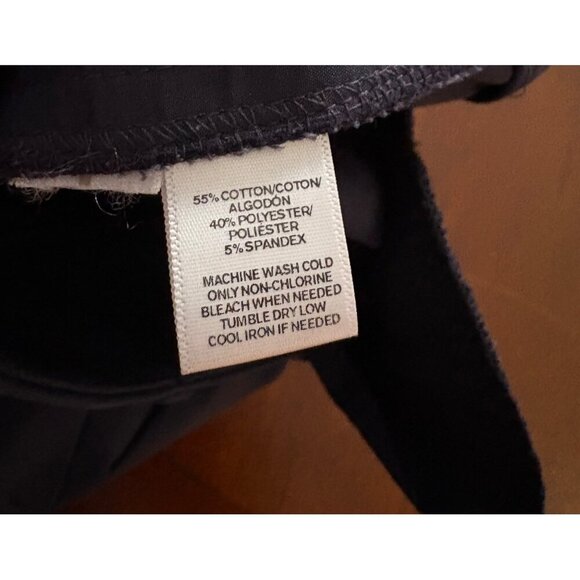 55% COTTON/COTON/
ALGODÓN
40% POLYESTER/
POLIÉSTER
5% SPANDEX
MACHINE WASH COLD
ONLY NON-CHLORINE
BLEACH WHEN NEEDED
TUMBLE DRY LOW
COOL IRON IF NEEDED